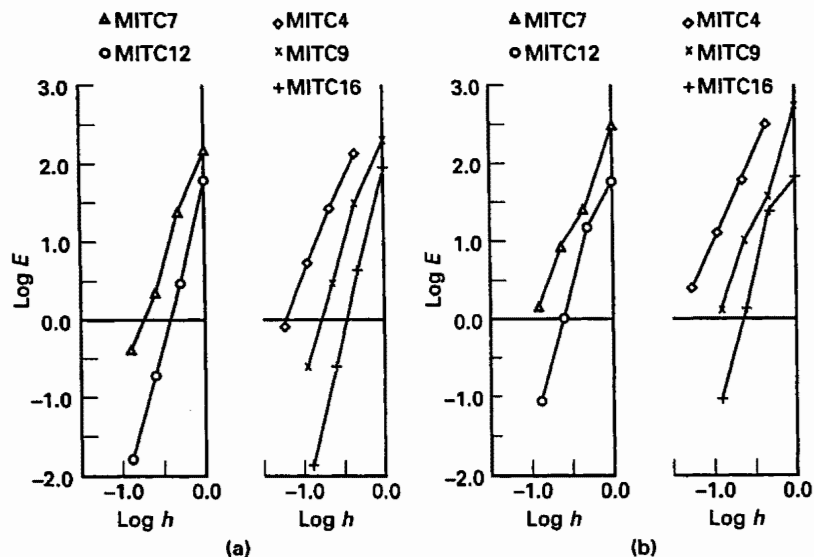 MITC7 MITC4 MITC7 MITC4
MITC12 MITC9 MITC12 MITC9
MITC16 MITC16
3.0 3.0
2.0 2.0
1.0 1.0
Log E Log E
0.0 0.0
−1.0 −1.0
−2.0 −2.0
−1.0 0.0 −1.0 0.0 −1.0 0.0 −1.0 0.0
Log h Log h Log h Log h
(a) (b)